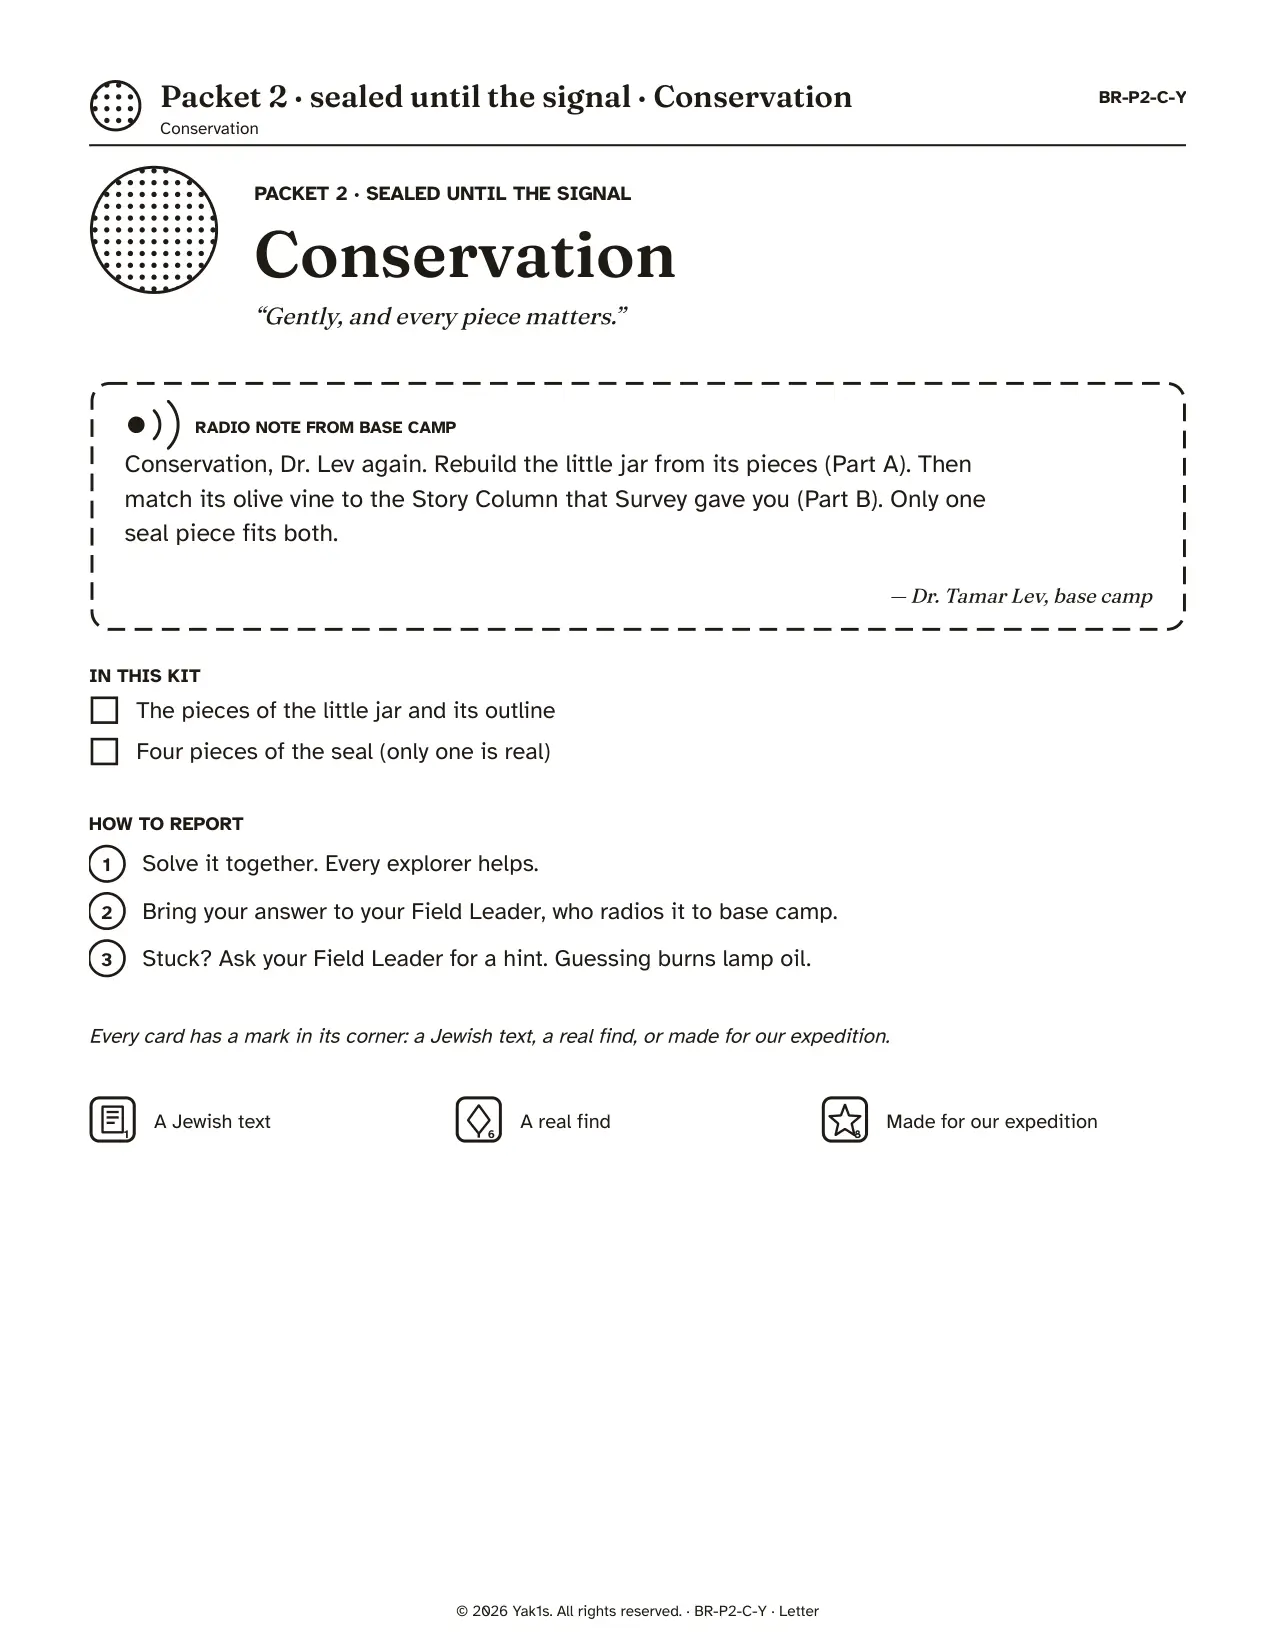 Packet 2 · sealed until the signal · Conservation
BR-P2-C-Y
Conservation
PACKET 2 · SEALED UNTIL THE SIGNAL
Conservation
“Gently, and every piece matters.”
RADIO NOTE FROM BASE CAMP
Conservation, Dr. Lev again. Rebuild the little jar from its pieces (Part A). Then
match its olive vine to the Story Column that Survey gave you (Part B). Only one
seal piece fits both.
— Dr. Tamar Lev, base camp
IN THIS KIT
The pieces of the little jar and its outline
Four pieces of the seal (only one is real)
HOW TO REPORT
1 Solve it together. Every explorer helps.
2 Bring your answer to your Field Leader, who radios it to base camp.
3 Stuck? Ask your Field Leader for a hint. Guessing burns lamp oil.
Every card has a mark in its corner: a Jewish text, a real find, or made for our expedition.
1 A Jewish text
6 A real find
8 Made for our expedition
© 2026 Yak1s. All rights reserved. · BR-P2-C-Y · Letter